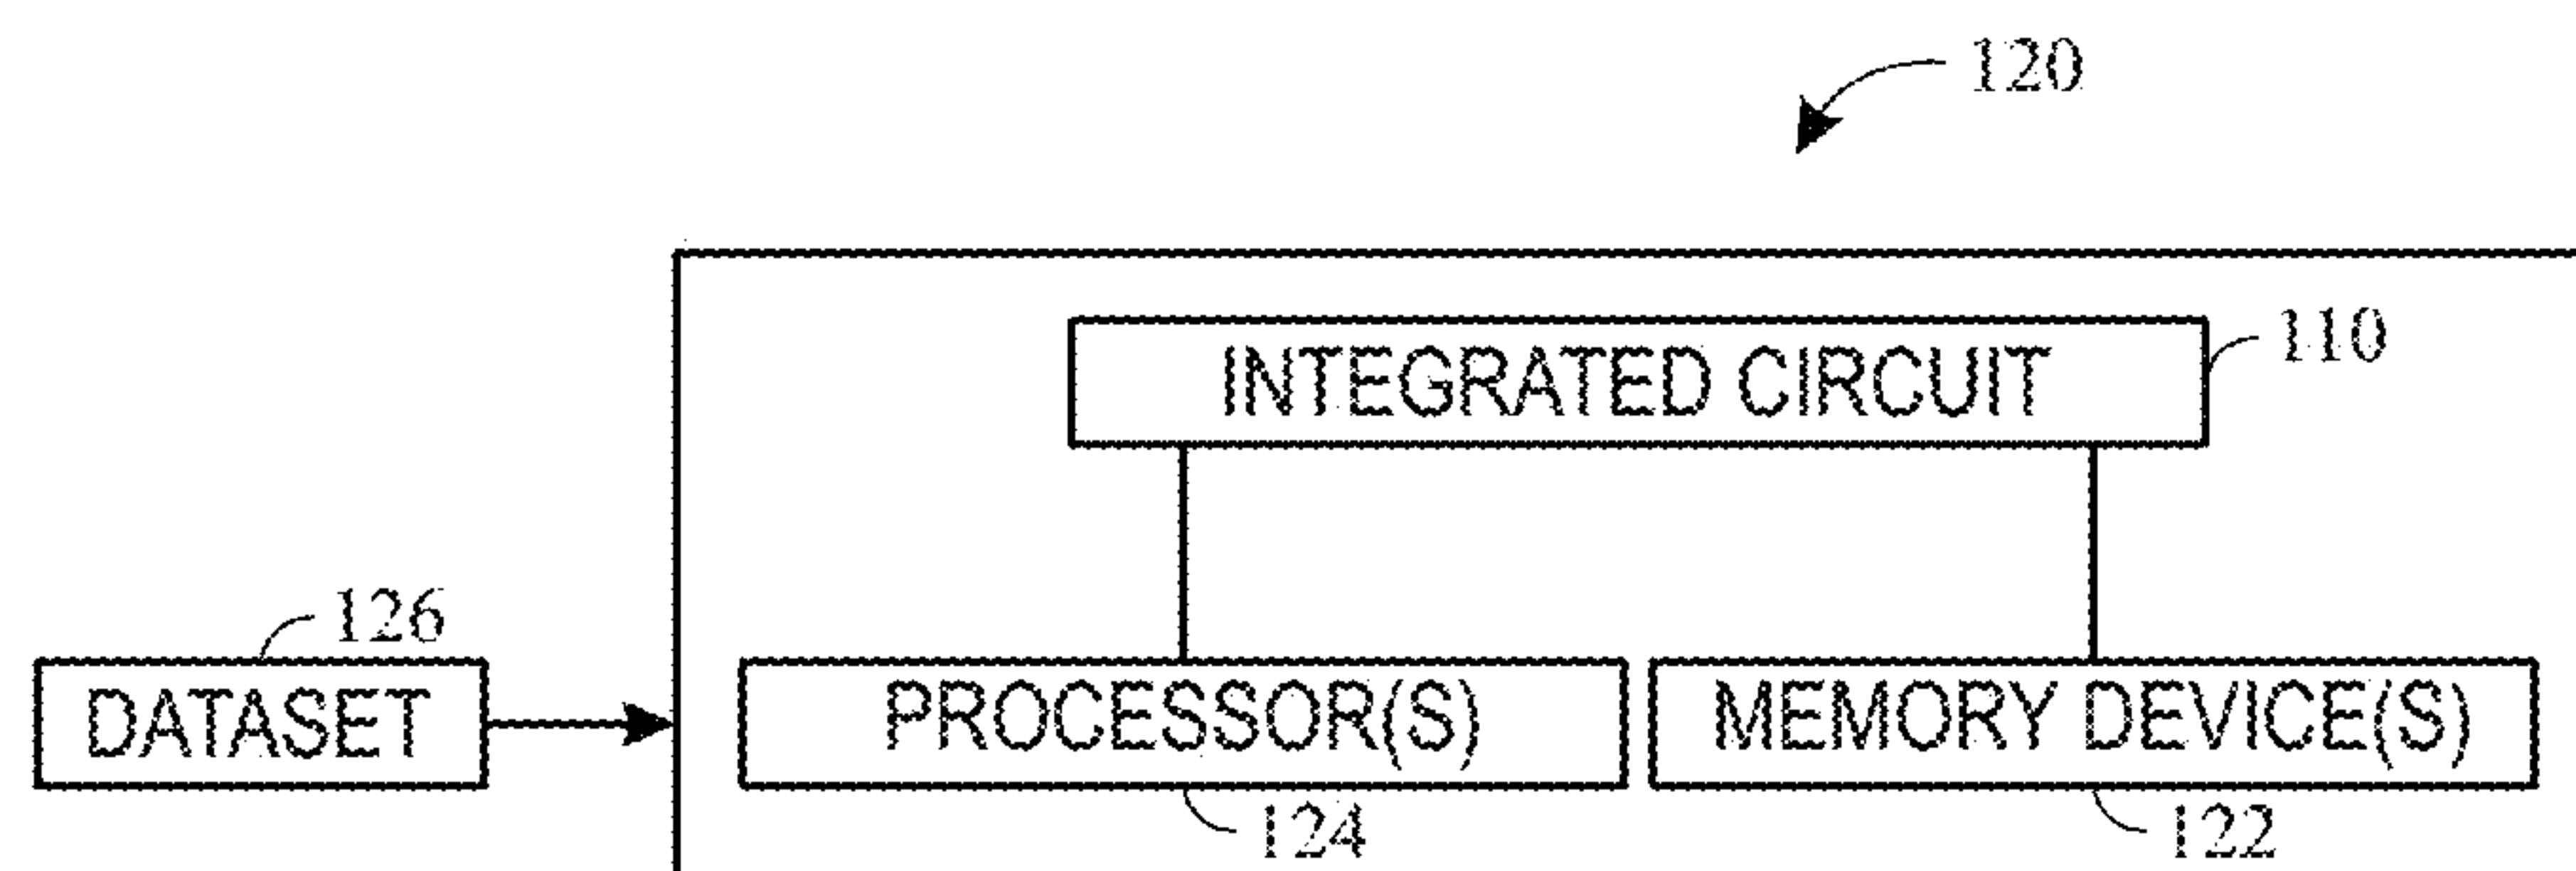 120
INTEGRATED CIRCUIT
110
126
DATASET
PROCESSOR(S)
MEMORY DEVICE(S)
124
122